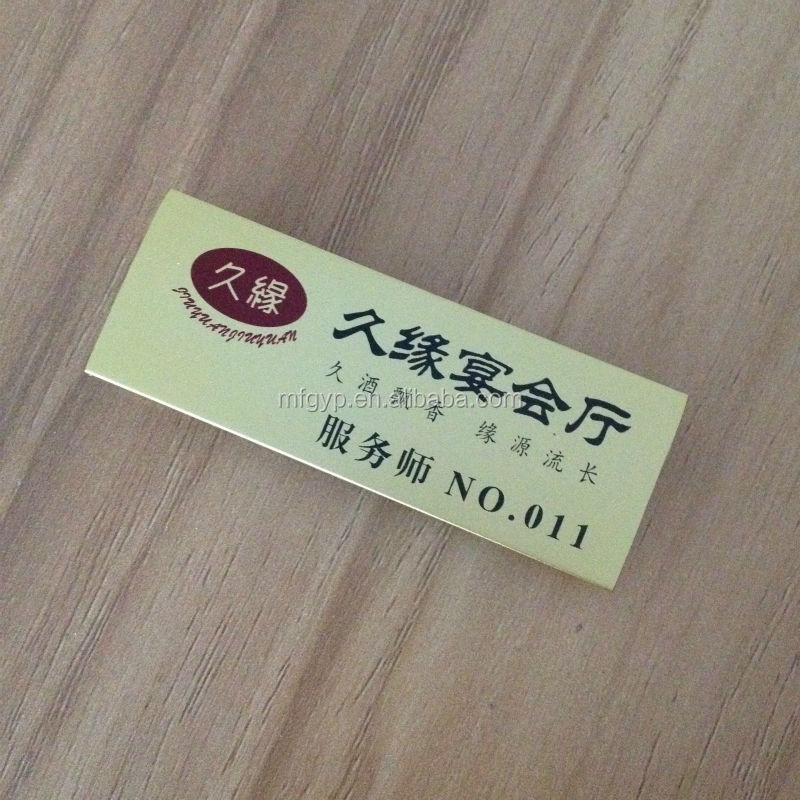 久緣
JIUYUANJIUYUAN
久缘宴会厅
久酒飘香 缘源流长
mfgyp.en.alibaba.com
服务师 NO.011